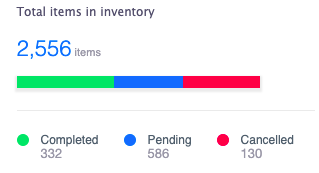 Total items in inventory
2,556 items
Completed Pending Cancelled
332 586 130